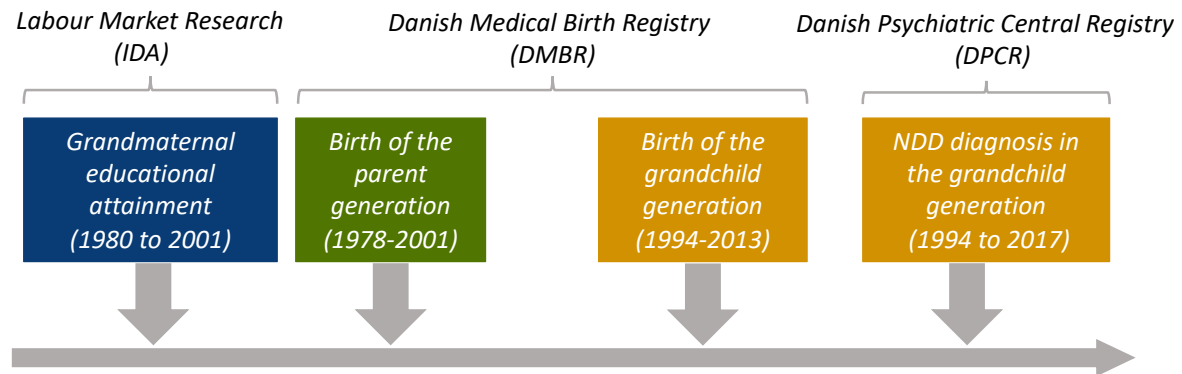 Labour Market Research
(IDA)
Danish Medical Birth Registry
(DMBR)
Danish Psychiatric Central Registry
(DPCR)
Grandmaternal
educational
attainment
(1980 to 2001)
Birth of the
parent
generation
(1978-2001)
Birth of the
grandchild
generation
(1994-2013)
NDD diagnosis in
the grandchild
generation
(1994 to 2017)